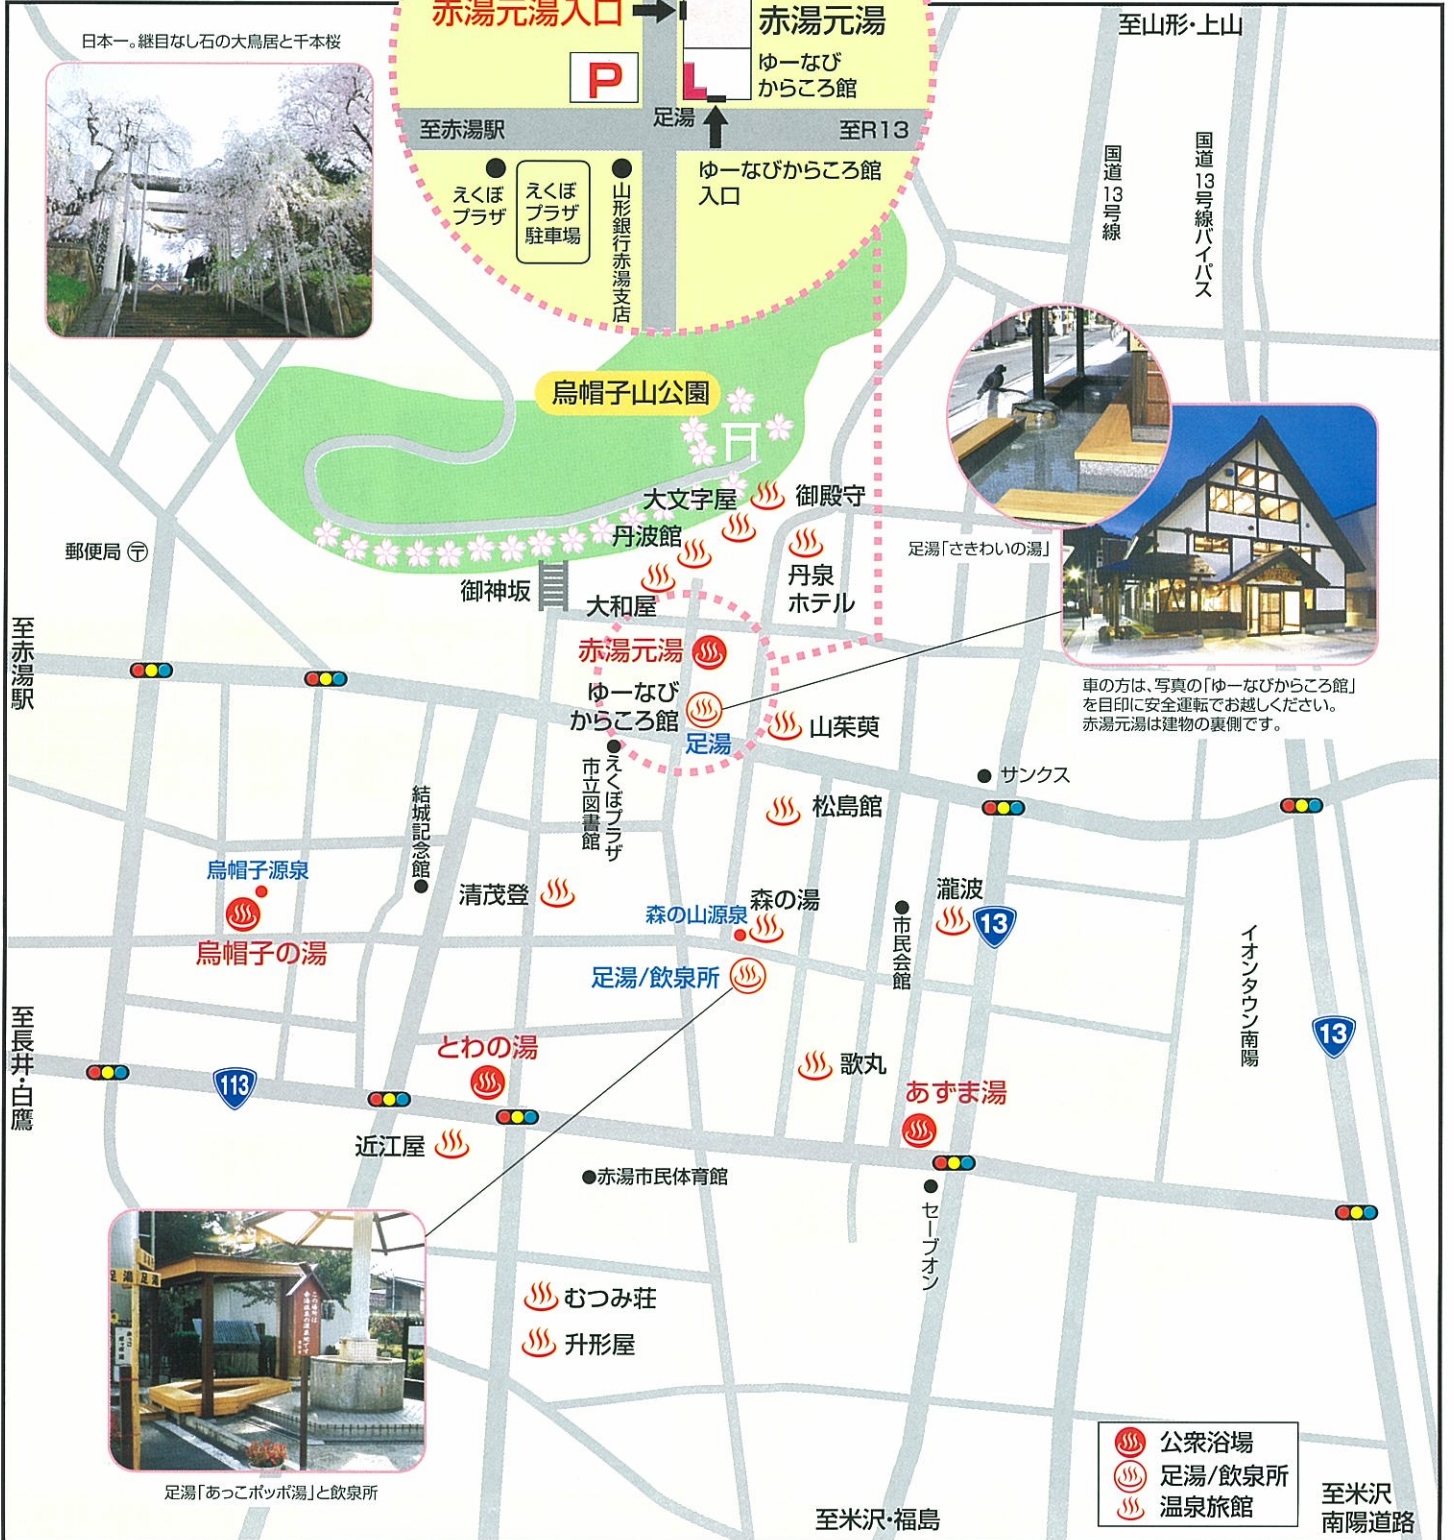 赤湯元湯入口
赤湯元湯
至山形・上山
日本一。継目なし石の大鳥居と千本桜
P
ゆーなび
からころ館
足湯
至赤湯駅
至R13
ゆーなびからころ館
入口
えくぼ
プラザ
えくぼ
プラザ
駐車場
山形銀行赤湯支店
国道13号線
国道13号線バイパス
烏帽子山公園
大文字屋
御殿守
丹波館
丹泉
ホテル
大和屋
御神坂
郵便局
足湯「さきわいの湯」
至赤湯駅
赤湯元湯
ゆーなび
からころ館
足湯
山茱萸
車の方は、写真の「ゆーなびからころ館」
を目印に安全運転でお越しください。
赤湯元湯は建物の裏側です。
サンクス
えくぼプラザ
市立図書館
松島館
結城記念館
烏帽子源泉
烏帽子の湯
清茂登
森の湯
森の山源泉
足湯/飲泉所
市民会館
瀧波
13
イオンタウン南陽
13
至長井・白鷹
113
とわの湯
歌丸
あずま湯
近江屋
赤湯市民体育館
セーブオン
足湯
足湯
むつみ荘
升形屋
足湯「あっこポッポ湯」と飲泉所
公衆浴場
足湯/飲泉所
温泉旅館
至米沢・福島
至米沢
南陽道路